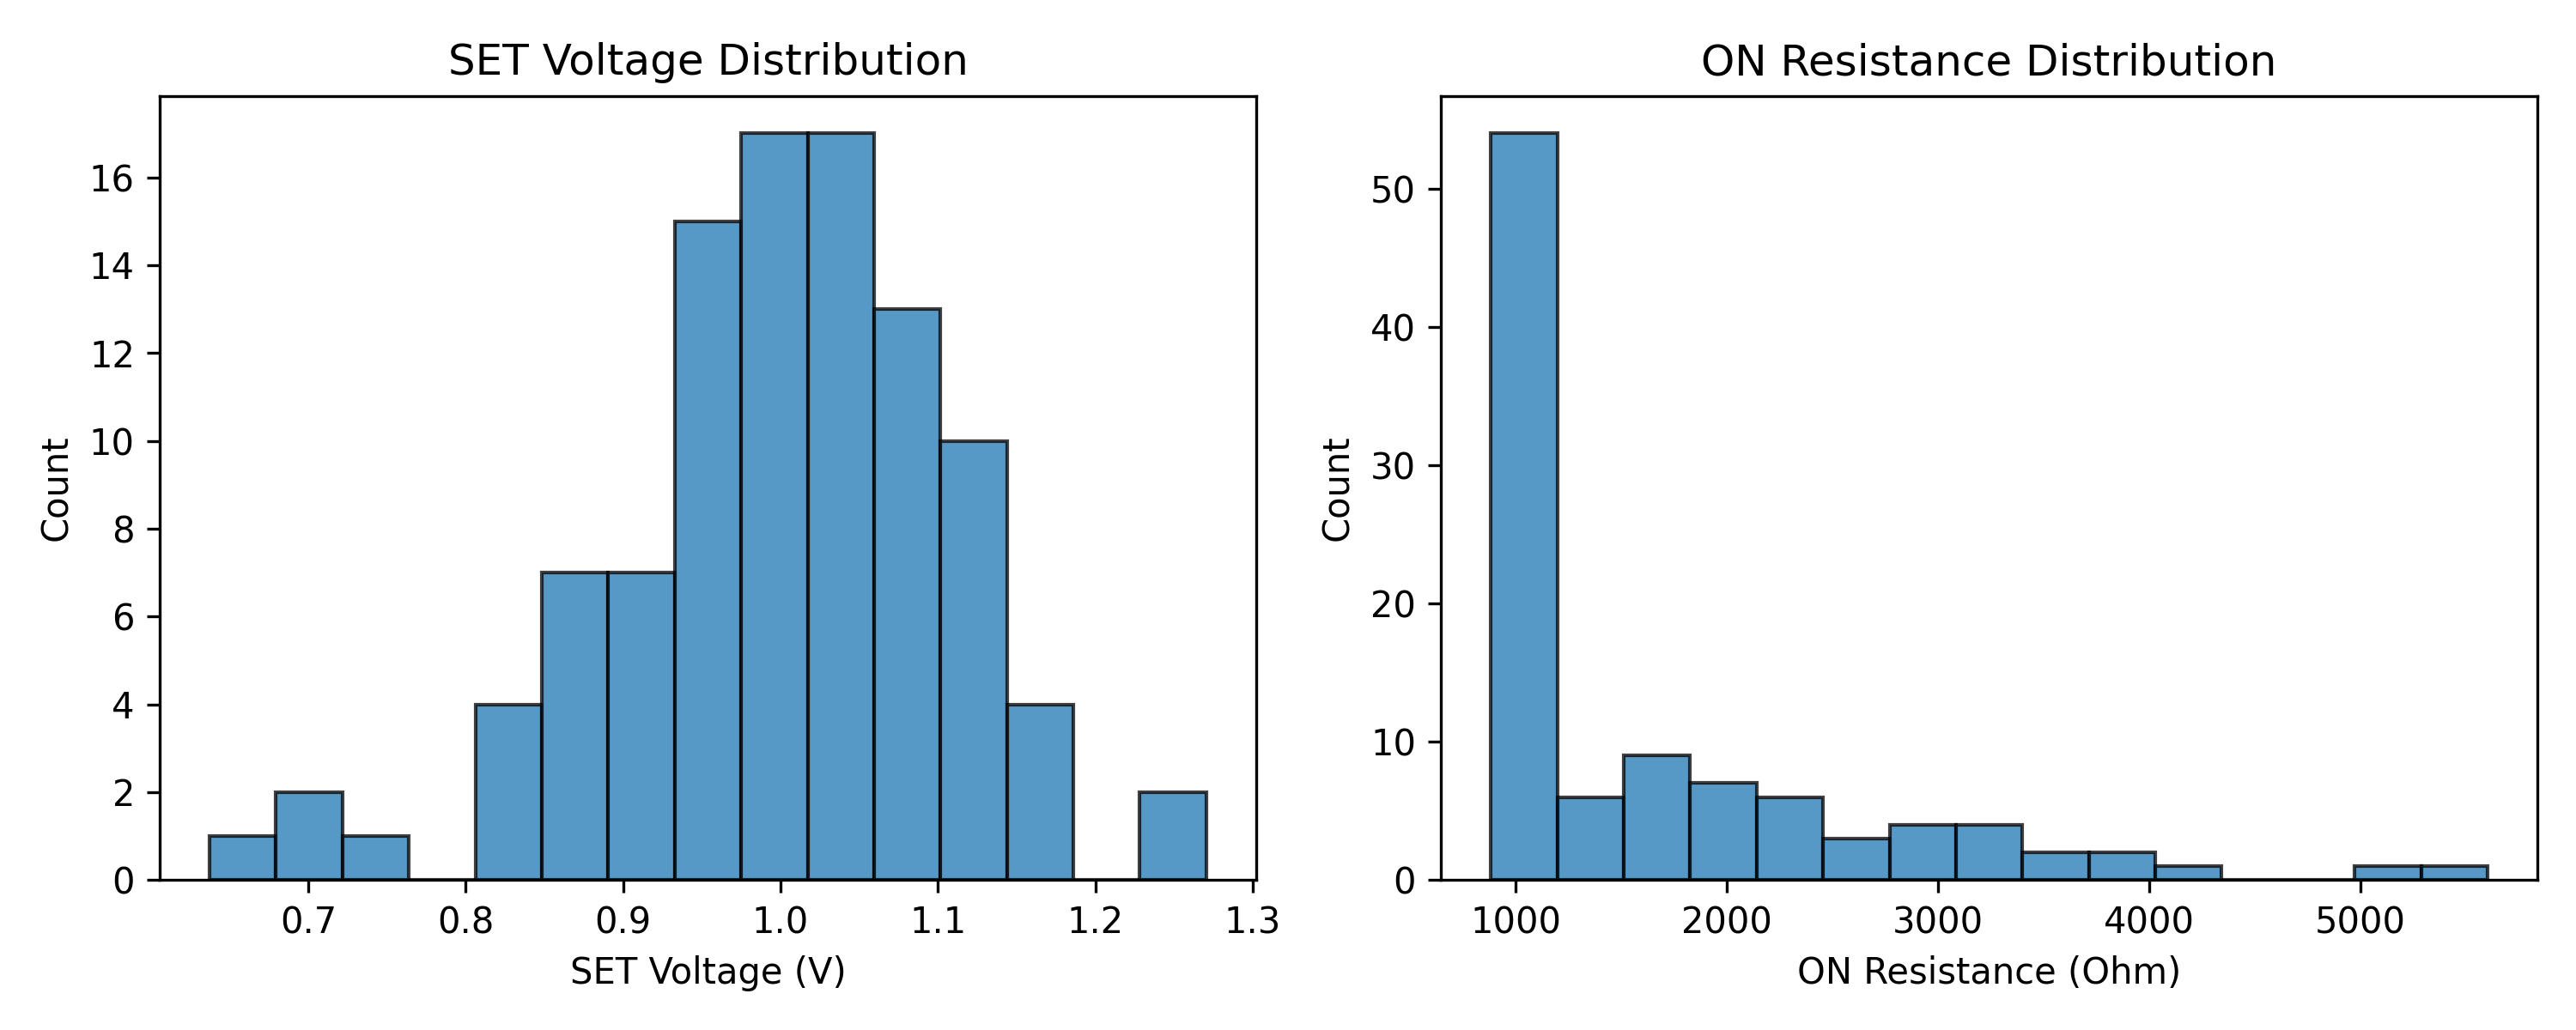 SET Voltage Distribution
Count
16
14
12
10
8
6
4
2
0
0.7 0.8 0.9 1.0 1.1 1.2 1.3
SET Voltage (V)
ON Resistance Distribution
Count
50
40
30
20
10
0
1000 2000 3000 4000 5000
ON Resistance (Ohm)